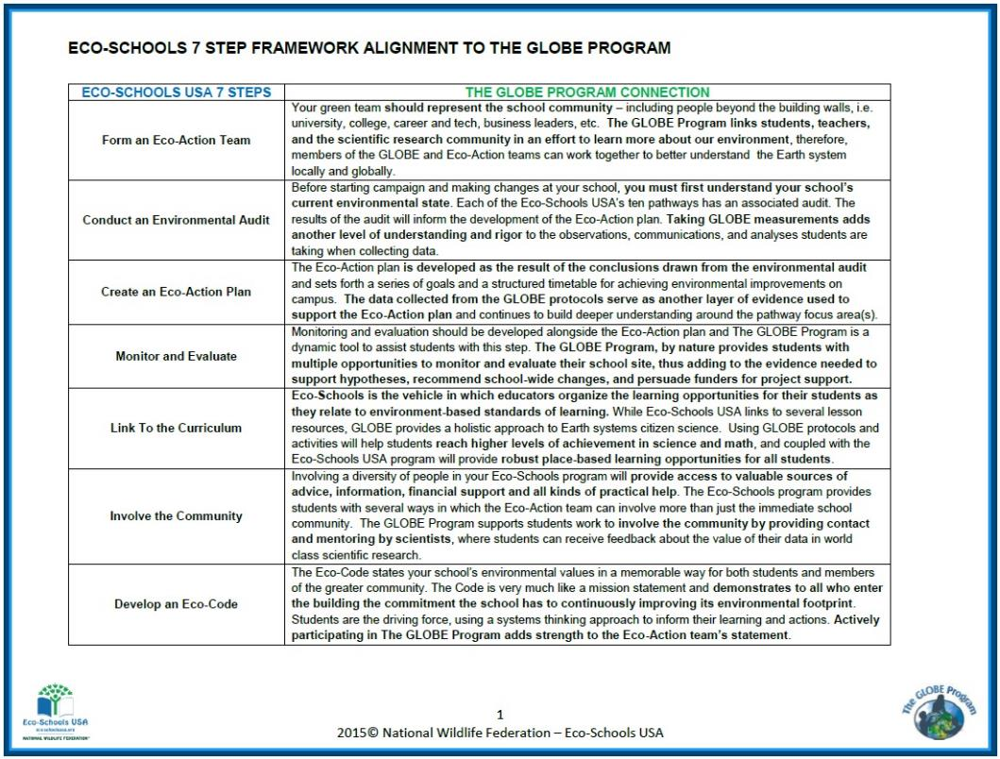 ECO-SCHOOLS 7 STEP FRAMEWORK ALIGNMENT TO THE GLOBE PROGRAM
ECO-SCHOOLS USA 7 STEPS
THE GLOBE PROGRAM CONNECTION
Form an Eco-Action Team
Your green team should represent the school community – including people beyond the building walls, i.e.
university, college, career and tech, business leaders, etc. The GLOBE Program links students, teachers,
and the scientific research community in an effort to learn more about our environment, therefore,
members of the GLOBE and Eco-Action teams can work together to better understand the Earth system
locally and globally.
Conduct an Environmental Audit
Before starting campaign and making changes at your school, you must first understand your school's
current environmental state. Each of the Eco-Schools USA's ten pathways has an associated audit. The
results of the audit will inform the development of the Eco-Action plan. Taking GLOBE measurements adds
another level of understanding and rigor to the observations, communications, and analyses students are
taking when collecting data.
Create an Eco-Action Plan
The Eco-Action plan is developed as the result of the conclusions drawn from the environmental audit
and sets forth a series of goals and a structured timetable for achieving environmental improvements on
campus. The data collected from the GLOBE protocols serve as another layer of evidence used to
support the Eco-Action plan and continues to build deeper understanding around the pathway focus area(s).
Monitor and Evaluate
Monitoring and evaluation should be developed alongside the Eco-Action plan and The GLOBE Program is a
dynamic tool to assist students with this step. The GLOBE Program, by nature provides students with
multiple opportunities to monitor and evaluate their school site, thus adding to the evidence needed to
support hypotheses, recommend school-wide changes, and persuade funders for project support.
Link To the Curriculum
Eco-Schools is the vehicle in which educators organize the learning opportunities for their students as
they relate to environment-based standards of learning. While Eco-Schools USA links to several lesson
resources, GLOBE provides a holistic approach to Earth systems citizen science. Using GLOBE protocols and
activities will help students reach higher levels of achievement in science and math, and coupled with the
Eco-Schools USA program will provide robust place-based learning opportunities for all students.
Involve the Community
Involving a diversity of people in your Eco-Schools program will provide access to valuable sources of
advice, information, financial support and all kinds of practical help. The Eco-Schools program provides
students with several ways in which the Eco-Action team can involve more than just the immediate school
community. The GLOBE Program supports students work to involve the community by providing contact
and mentoring by scientists, where students can receive feedback about the value of their data in world
class scientific research.
Develop an Eco-Code
The Eco-Code states your school's environmental values in a memorable way for both students and members
of the greater community. The Code is very much like a mission statement and demonstrates to all who enter
the building the commitment the school has to continuously improving its environmental footprint.
Students are the driving force, using a systems thinking approach to inform their learning and actions. Actively
participating in The GLOBE Program adds strength to the Eco-Action team's statement.
Eco-Schools USA
eco-schoolsusa.org
NATIONAL WILDLIFE FEDERATION
1
2015© National Wildlife Federation – Eco-Schools USA
The GLOBE Program